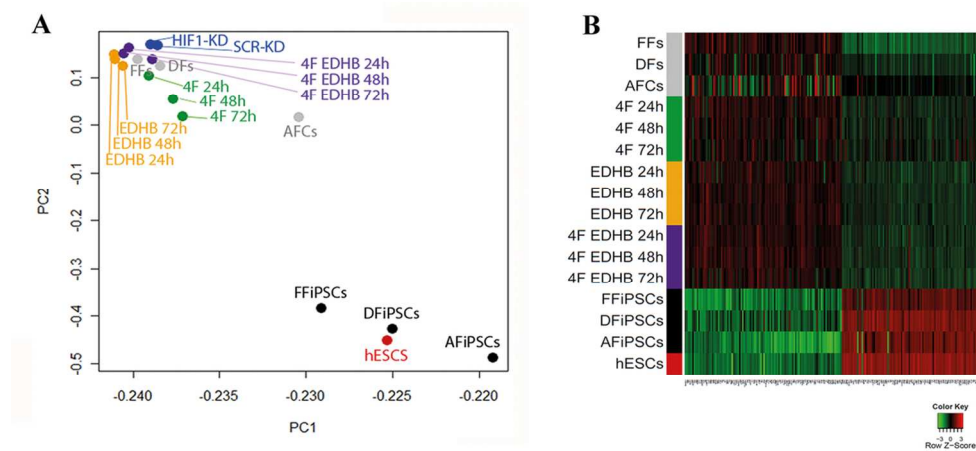 A
HIF1-KD
SCR-KD
FFs
DFs
4F EDHB 24h
4F EDHB 48h
4F EDHB 72h
4F 24h
4F 48h
4F 72h
AFCs
EDHB 72h
EDHB 48h
EDHB 24h
FFiPSCs
DFiPSCs
hESCS
AFiPSCs
0.1
0.0
-0.1
-0.2
-0.3
-0.4
-0.5
PC2
-0.240
-0.235
-0.230
-0.225
-0.220
PC1
B
FFs
DFs
AFCs
4F 24h
4F 48h
4F 72h
EDHB 24h
EDHB 48h
EDHB 72h
4F EDHB 24h
4F EDHB 48h
4F EDHB 72h
FFiPSCs
DFiPSCs
AFiPSCs
hESCs
Color Key
-3 0 3
Row Z-Score